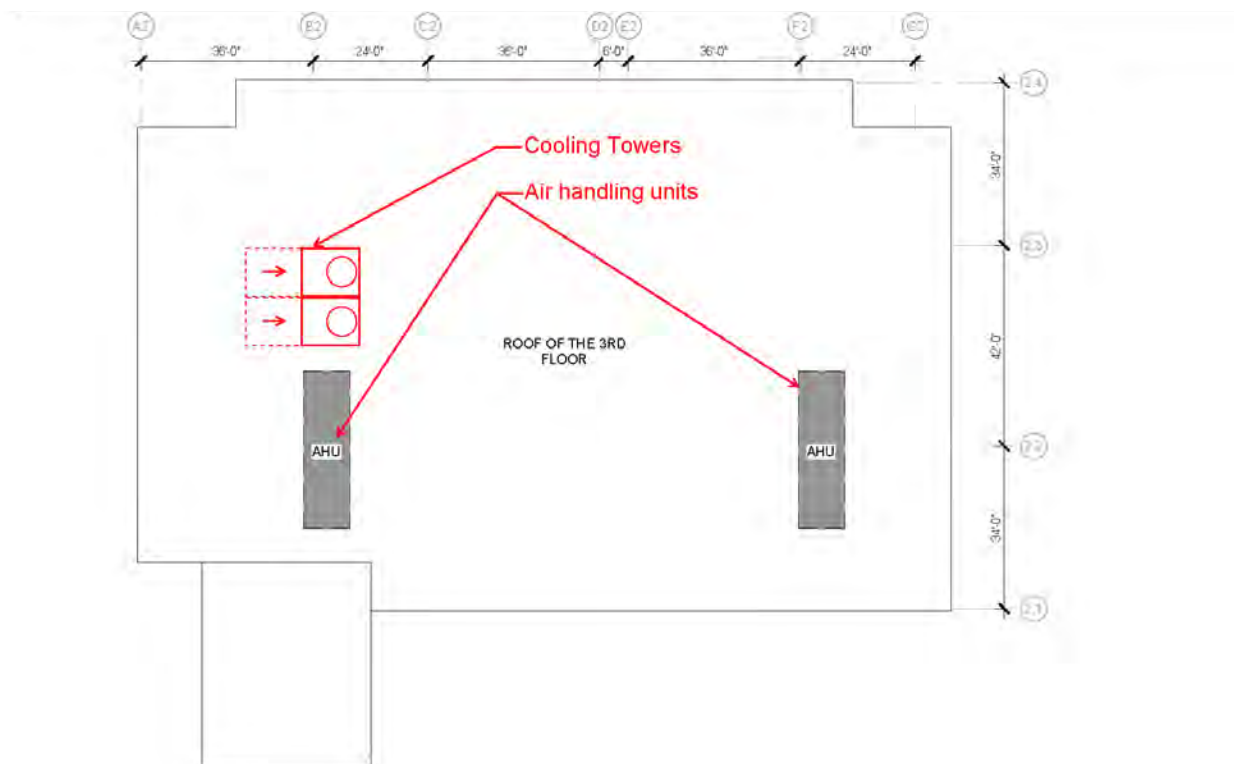 A2 B2 C2 D2 E2 F2
36'-0" 24'-0" 36'-0" 6'-0" 36'-0" 24'-0"
2.4
Cooling Towers
34'-0"
Air handling units
2.3
ROOF OF THE 3RD
FLOOR
42'-0"
AHU AHU
2.2
34'-0"
2.1